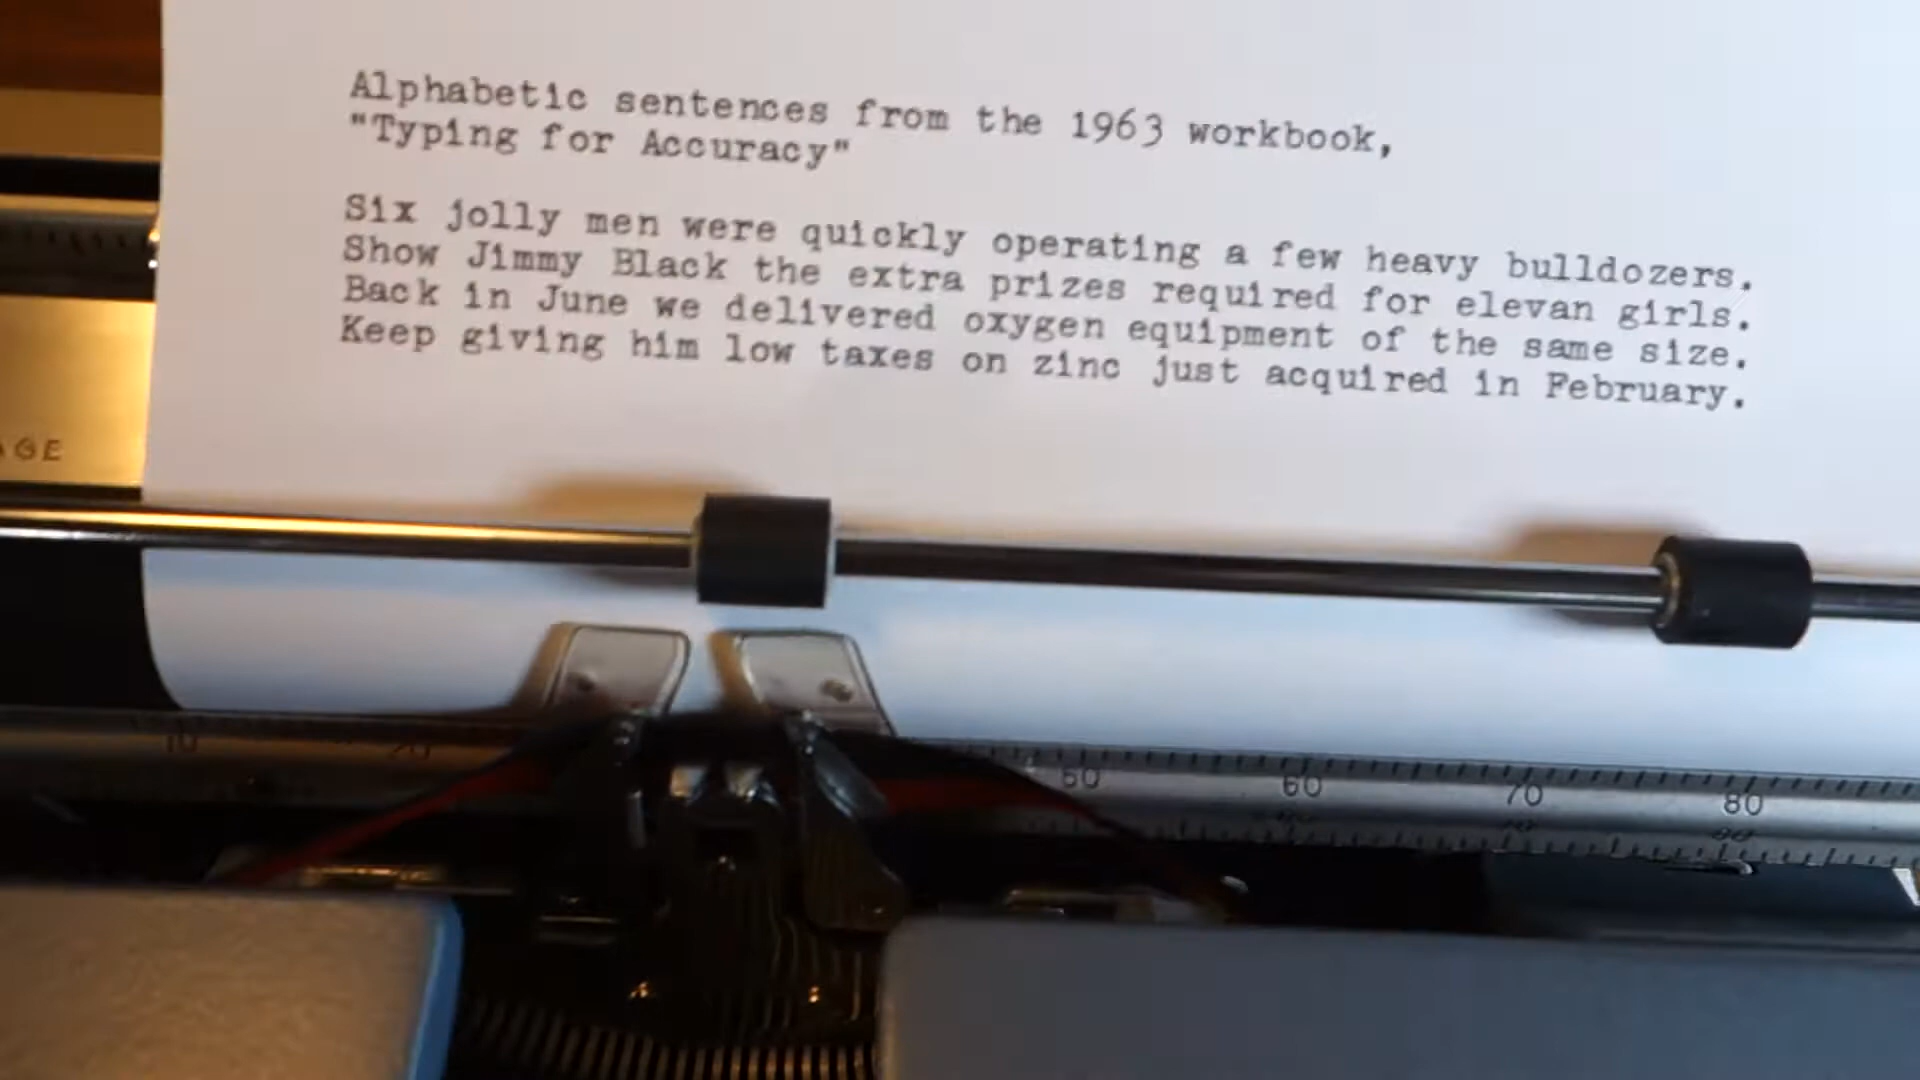 Alphabetic sentences from the 1963 workbook,
"Typing for Accuracy"
Six jolly men were quickly operating a few heavy bulldozers.
Show Jimmy Black the extra prizes required for elevan girls.
Back in June we delivered oxygen equipment of the same size.
Keep giving him low taxes on zinc just acquired in February.
10 20 50 60 70 80